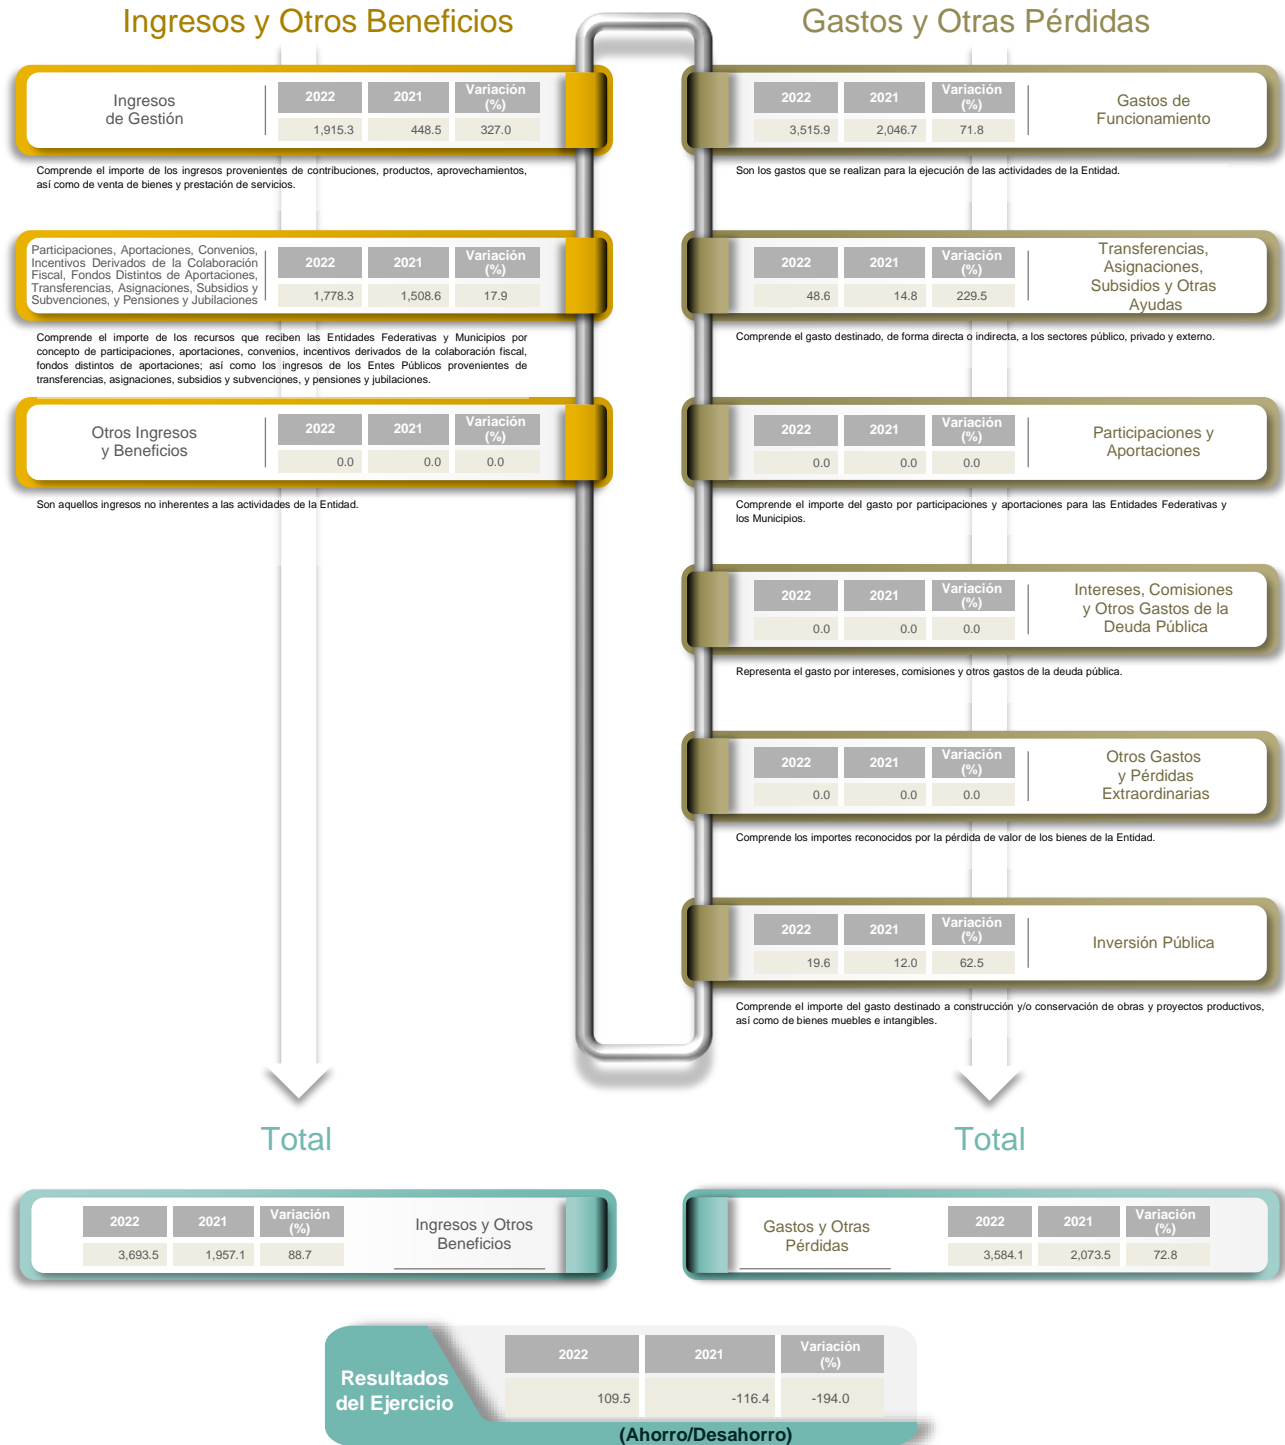 Ingresos y Otros Beneficios
Ingresos
de Gestión
2022 2021 Variación
(%)
1,915.3 448.5 327.0
Comprende el importe de los ingresos provenientes de contribuciones, productos, aprovechamientos,
así como de venta de bienes y prestación de servicios.
Participaciones, Aportaciones, Convenios,
Incentivos Derivados de la Colaboración
Fiscal, Fondos Distintos de Aportaciones,
Transferencias, Asignaciones, Subsidios y
Subvenciones, y Pensiones y Jubilaciones
2022 2021 Variación
(%)
1,778.3 1,508.6 17.9
Comprende el importe de los recursos que reciben las Entidades Federativas y Municipios por
concepto de participaciones, aportaciones, convenios, incentivos derivados de la colaboración fiscal,
fondos distintos de aportaciones; así como los ingresos de los Entes Públicos provenientes de
transferencias, asignaciones, subsidios y subvenciones, y pensiones y jubilaciones.
Otros Ingresos
y Beneficios
2022 2021 Variación
(%)
0.0 0.0 0.0
Son aquellos ingresos no inherentes a las actividades de la Entidad.
Gastos y Otras Pérdidas
2022 2021 Variación
(%)
3,515.9 2,046.7 71.8
Gastos de
Funcionamiento
Son los gastos que se realizan para la ejecución de las actividades de la Entidad.
2022 2021 Variación
(%)
48.6 14.8 229.5
Transferencias,
Asignaciones,
Subsidios y Otras
Ayudas
Comprende el gasto destinado, de forma directa o indirecta, a los sectores público, privado y externo.
2022 2021 Variación
(%)
0.0 0.0 0.0
Participaciones y
Aportaciones
Comprende el importe del gasto por participaciones y aportaciones para las Entidades Federativas y
los Municipios.
2022 2021 Variación
(%)
0.0 0.0 0.0
Intereses, Comisiones
y Otros Gastos de la
Deuda Pública
Representa el gasto por intereses, comisiones y otros gastos de la deuda pública.
2022 2021 Variación
(%)
0.0 0.0 0.0
Otros Gastos
y Pérdidas
Extraordinarias
Comprende los importes reconocidos por la pérdida de valor de los bienes de la Entidad.
2022 2021 Variación
(%)
19.6 12.0 62.5
Inversión Pública
Comprende el importe del gasto destinado a construcción y/o conservación de obras y proyectos productivos,
así como de bienes muebles e intangibles.
Total
2022 2021 Variación
(%)
3,693.5 1,957.1 88.7
Ingresos y Otros
Beneficios
Total
Gastos y Otras
Pérdidas
2022 2021 Variación
(%)
3,584.1 2,073.5 72.8
Resultados
del Ejercicio
2022 2021 Variación
(%)
109.5 -116.4 -194.0
(Ahorro/Desahorro)